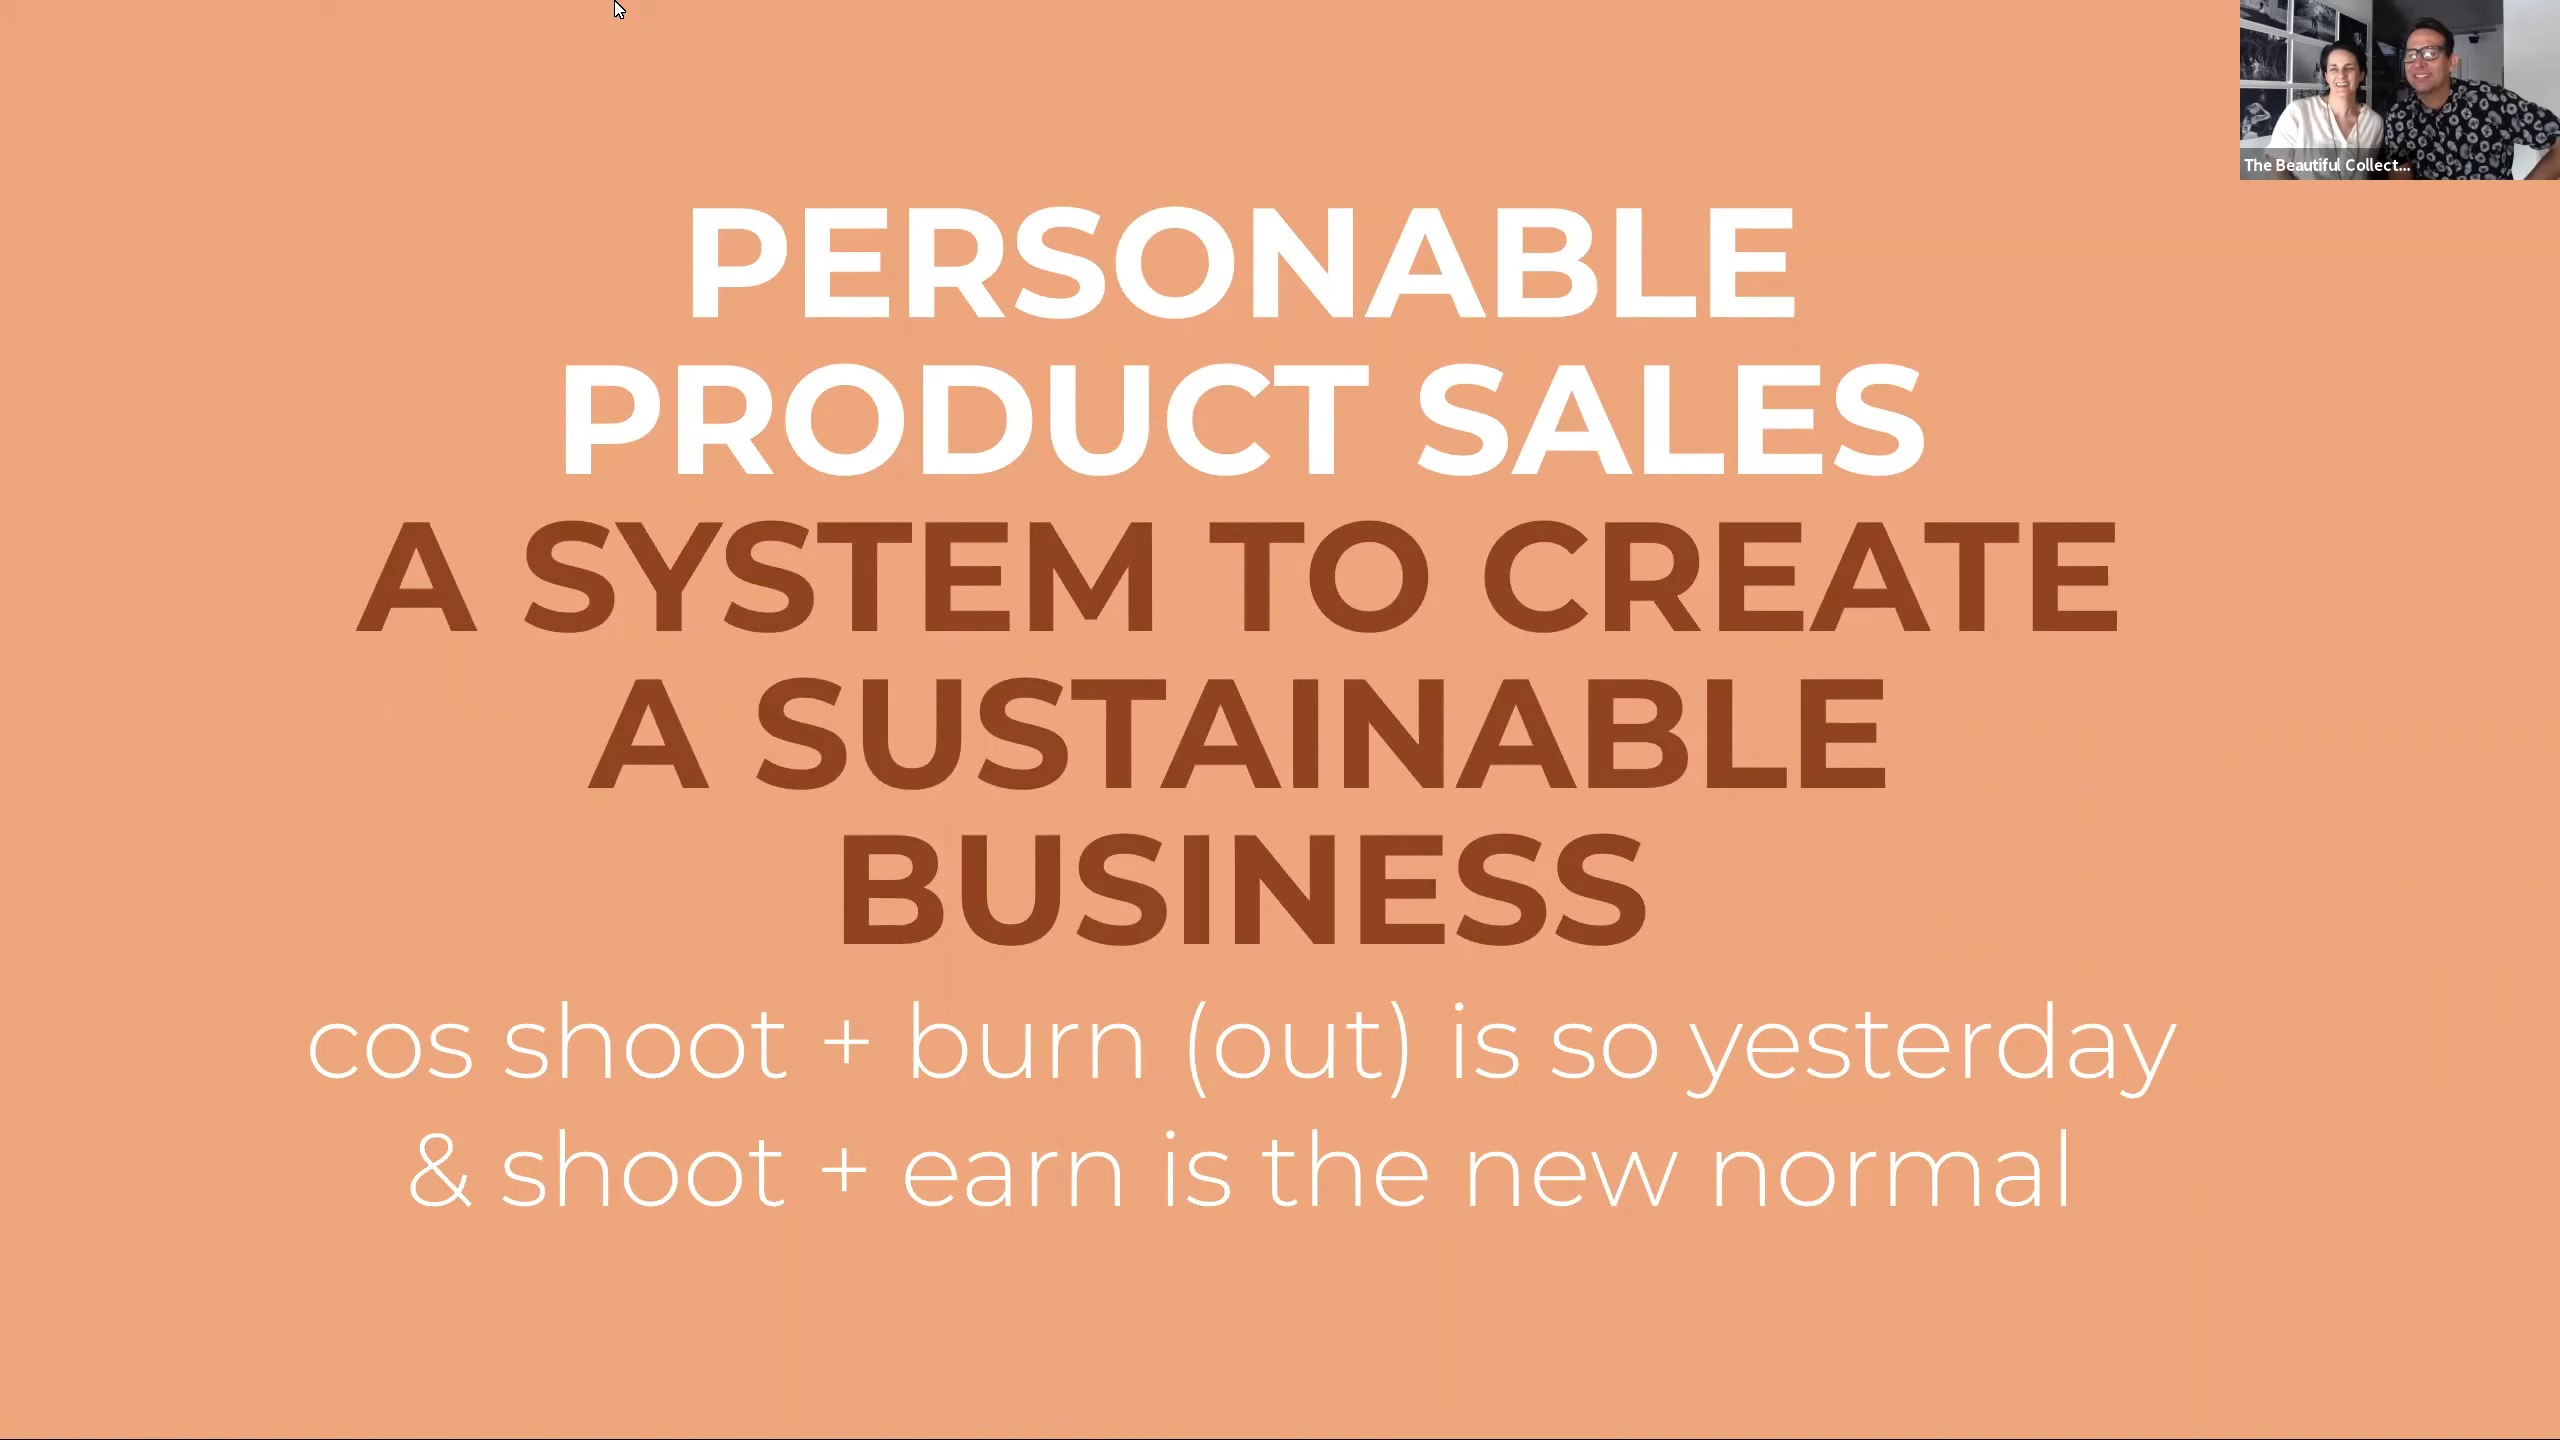 PERSONABLE
PRODUCT SALES
A SYSTEM TO CREATE
A SUSTAINABLE
BUSINESS
cos shoot + burn (out) is so yesterday
& shoot + earn is the new normal
The Beautiful Collect...